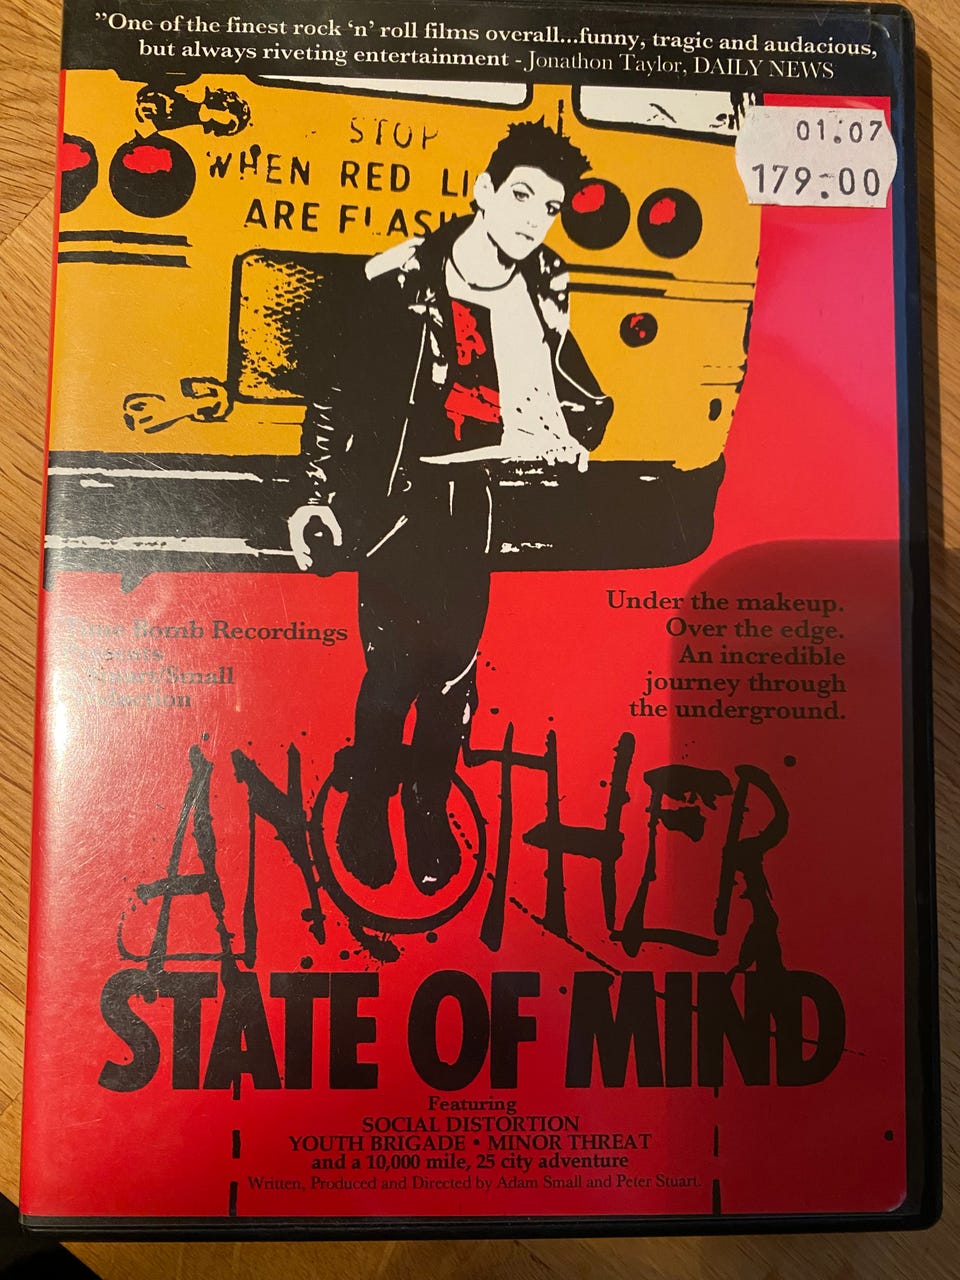 ”One of the finest rock ‘n’ roll films overall...funny, tragic and audacious,
but always riveting entertainment - Jonathon Taylor, DAILY NEWS
01.07
179:00
STOP
WHEN RED LI
ARE FLASH
Bomb Recordings
Under the makeup.
Over the edge.
An incredible
journey through
the underground.
ANOTHER
STATE OF MIND
Featuring
SOCIAL DISTORTION
YOUTH BRIGADE • MINOR THREAT
and a 10,000 mile, 25 city adventure
Written, Produced and Directed by Adam Small and Peter Stuart.